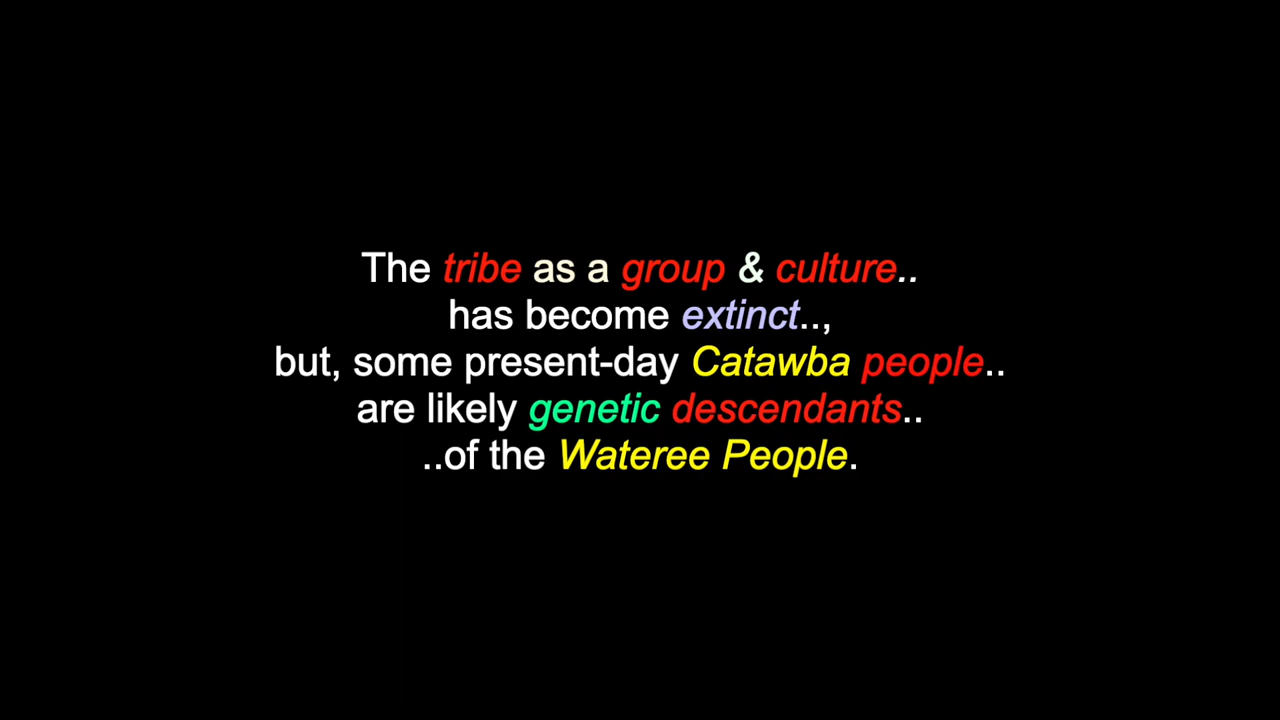 The tribe as a group & culture..
has become extinct..,
but, some present-day Catawba people..
are likely genetic descendants..
..of the Wateree People.